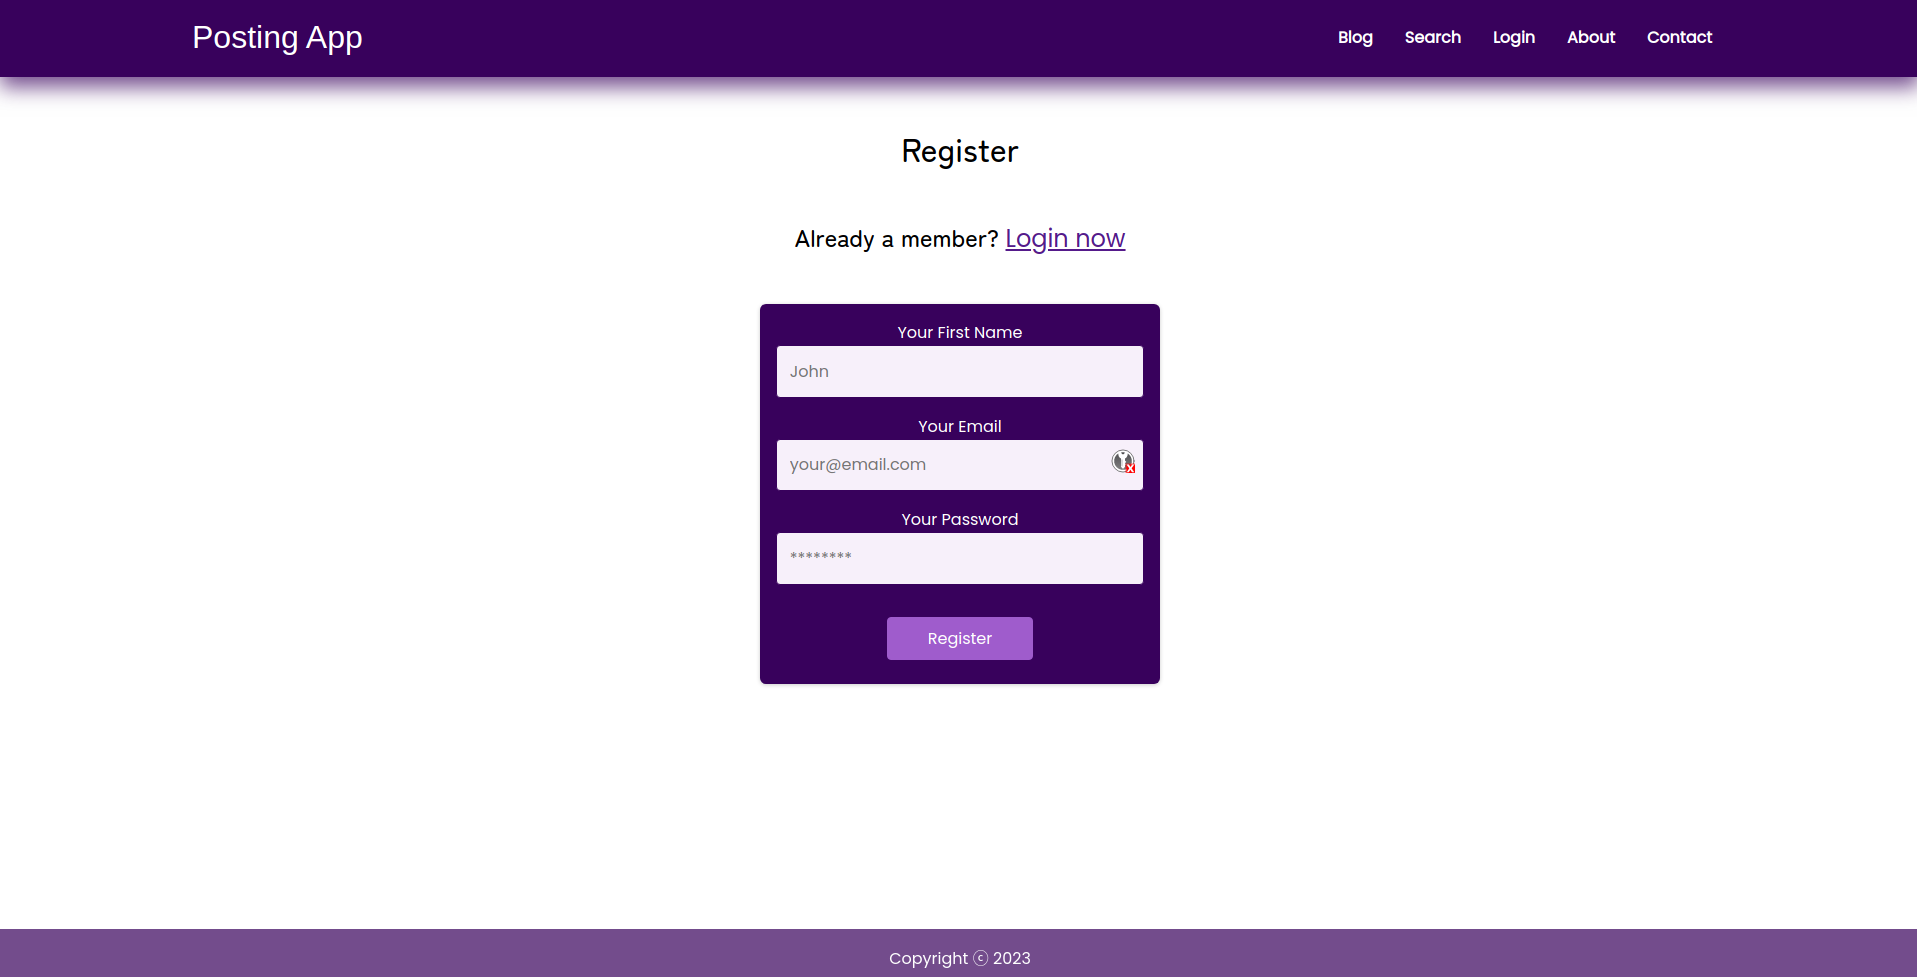 Posting App
Blog Search Login About Contact
Register
Already a member? Login now
Your First Name
John
Your Email
your@email.com
Your Password
********
Register
Copyright ⓒ 2023